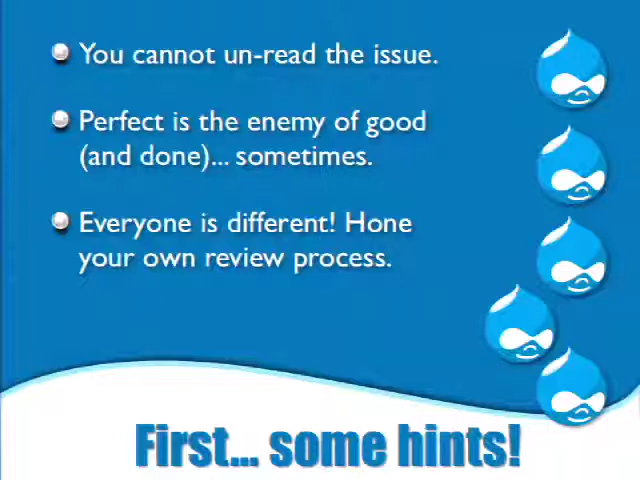 You cannot un-read the issue.
Perfect is the enemy of good
(and done)... sometimes.
Everyone is different! Hone
your own review process.
First... some hints!